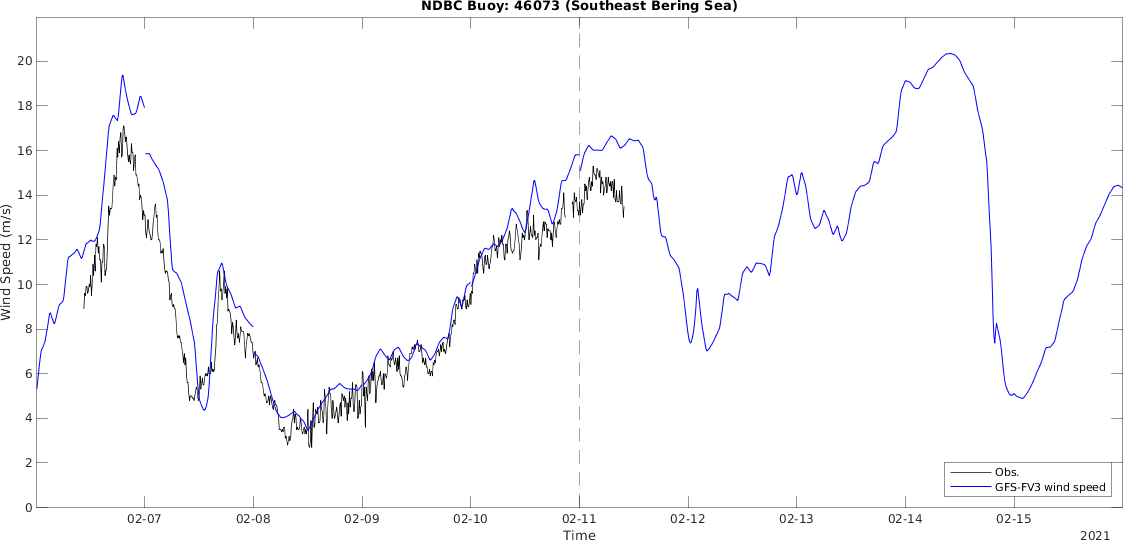 NDBC Buoy: 46073 (Southeast Bering Sea)
Wind Speed (m/s)
20
18
16
14
12
10
8
6
4
2
0
Obs.
GFS-FV3 wind speed
02-07 02-08 02-09 02-10 02-11 02-12 02-13 02-14 02-15
Time
2021